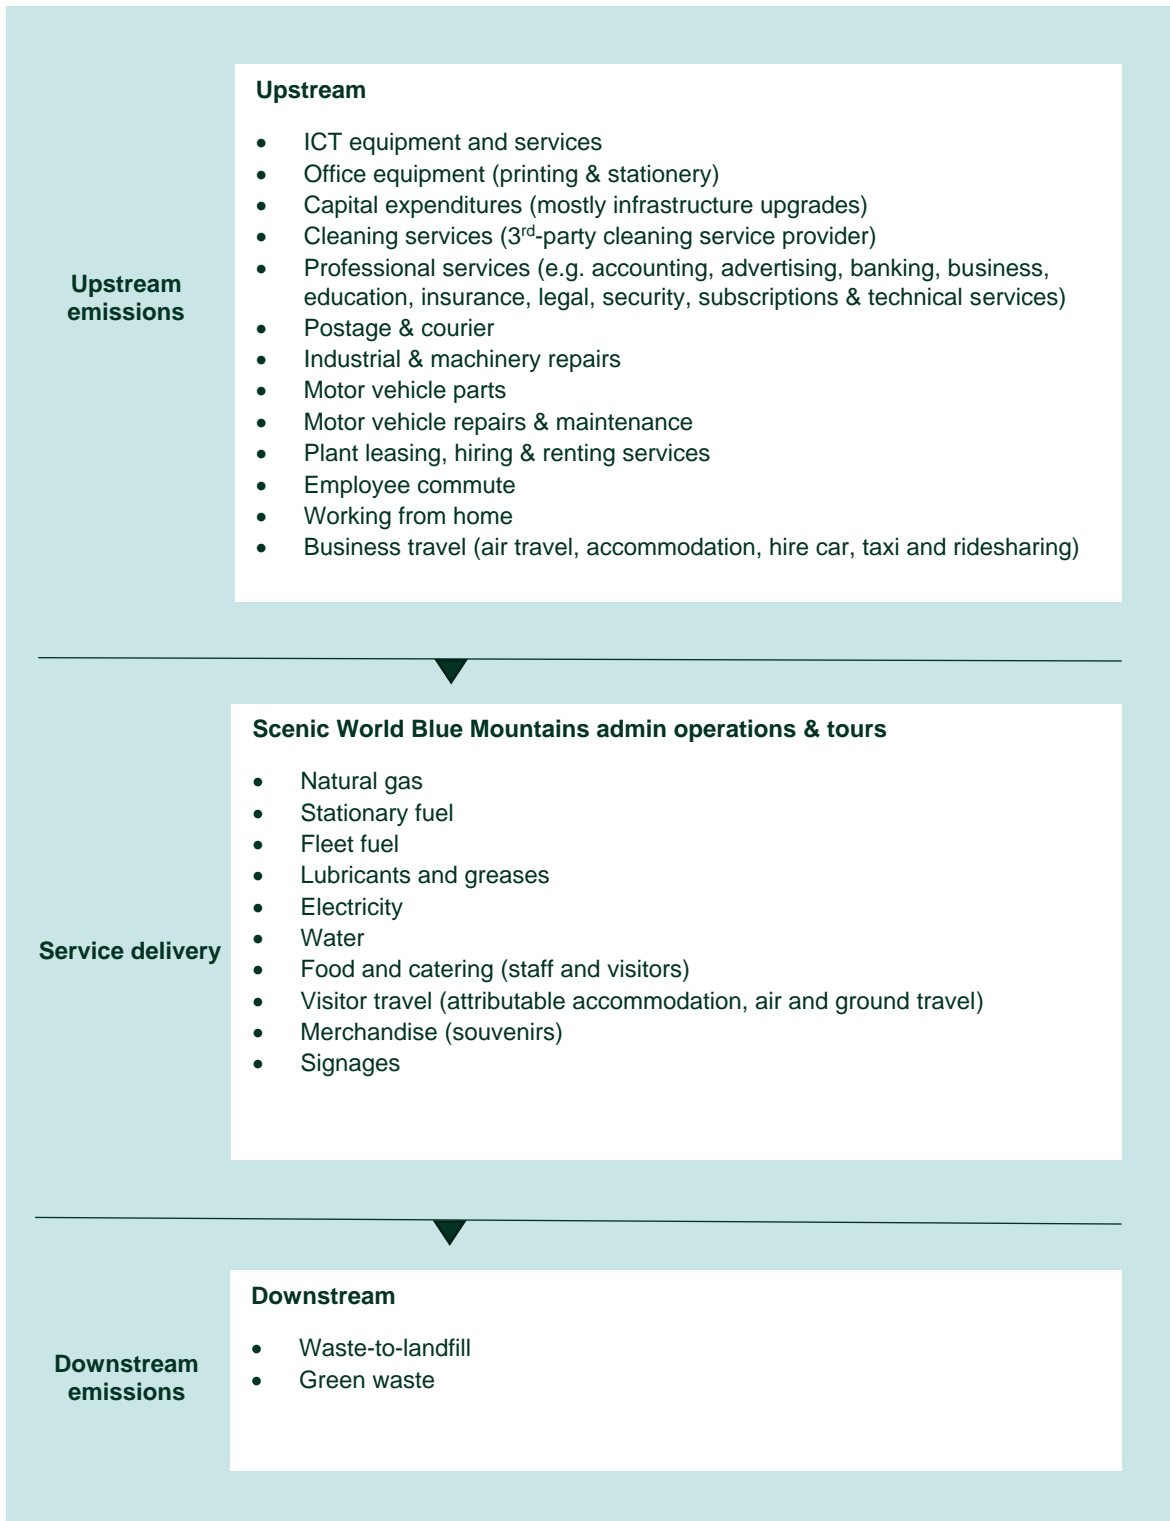 Upstream
emissions
Upstream
• ICT equipment and services
• Office equipment (printing & stationery)
• Capital expenditures (mostly infrastructure upgrades)
• Cleaning services (3rd-party cleaning service provider)
• Professional services (e.g. accounting, advertising, banking, business,
education, insurance, legal, security, subscriptions & technical services)
• Postage & courier
• Industrial & machinery repairs
• Motor vehicle parts
• Motor vehicle repairs & maintenance
• Plant leasing, hiring & renting services
• Employee commute
• Working from home
• Business travel (air travel, accommodation, hire car, taxi and ridesharing)
Service delivery
Scenic World Blue Mountains admin operations & tours
• Natural gas
• Stationary fuel
• Fleet fuel
• Lubricants and greases
• Electricity
• Water
• Food and catering (staff and visitors)
• Visitor travel (attributable accommodation, air and ground travel)
• Merchandise (souvenirs)
• Signages
Downstream
emissions
Downstream
• Waste-to-landfill
• Green waste